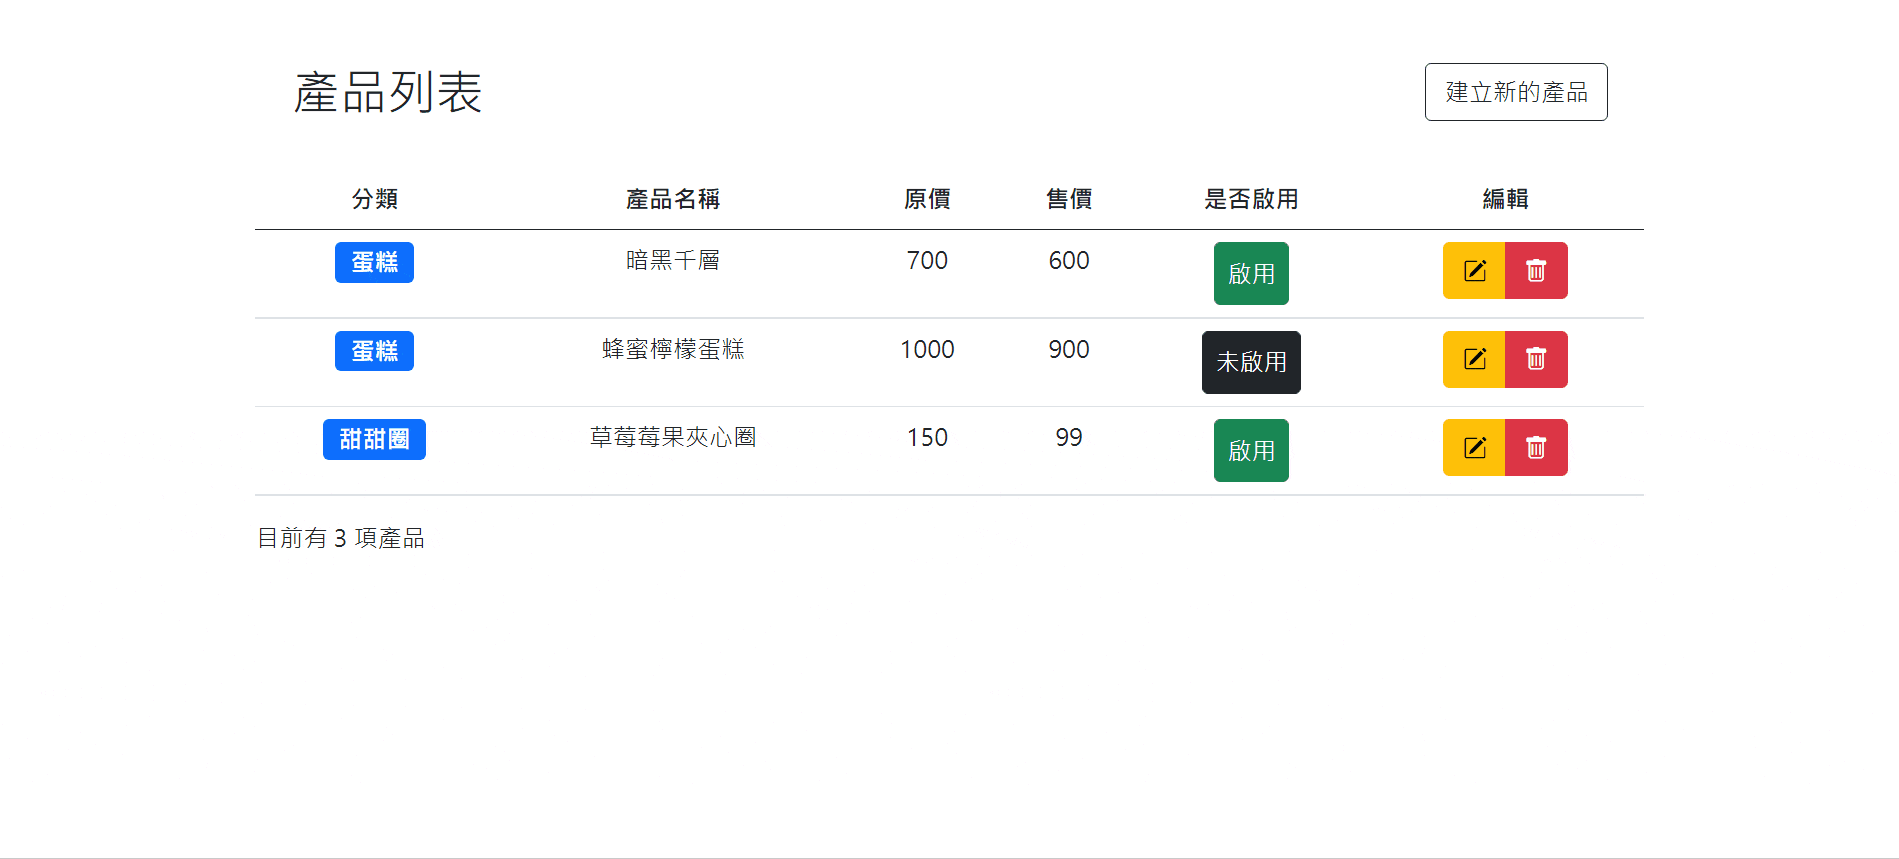 產品列表
建立新的產品
分類 產品名稱 原價 售價 是否啟用 編輯
蛋糕 暗黑千層 700 600 啟用
蛋糕 蜂蜜檸檬蛋糕 1000 900 未啟用
甜甜圈 草莓莓果夾心圈 150 99 啟用
目前有 3 項產品